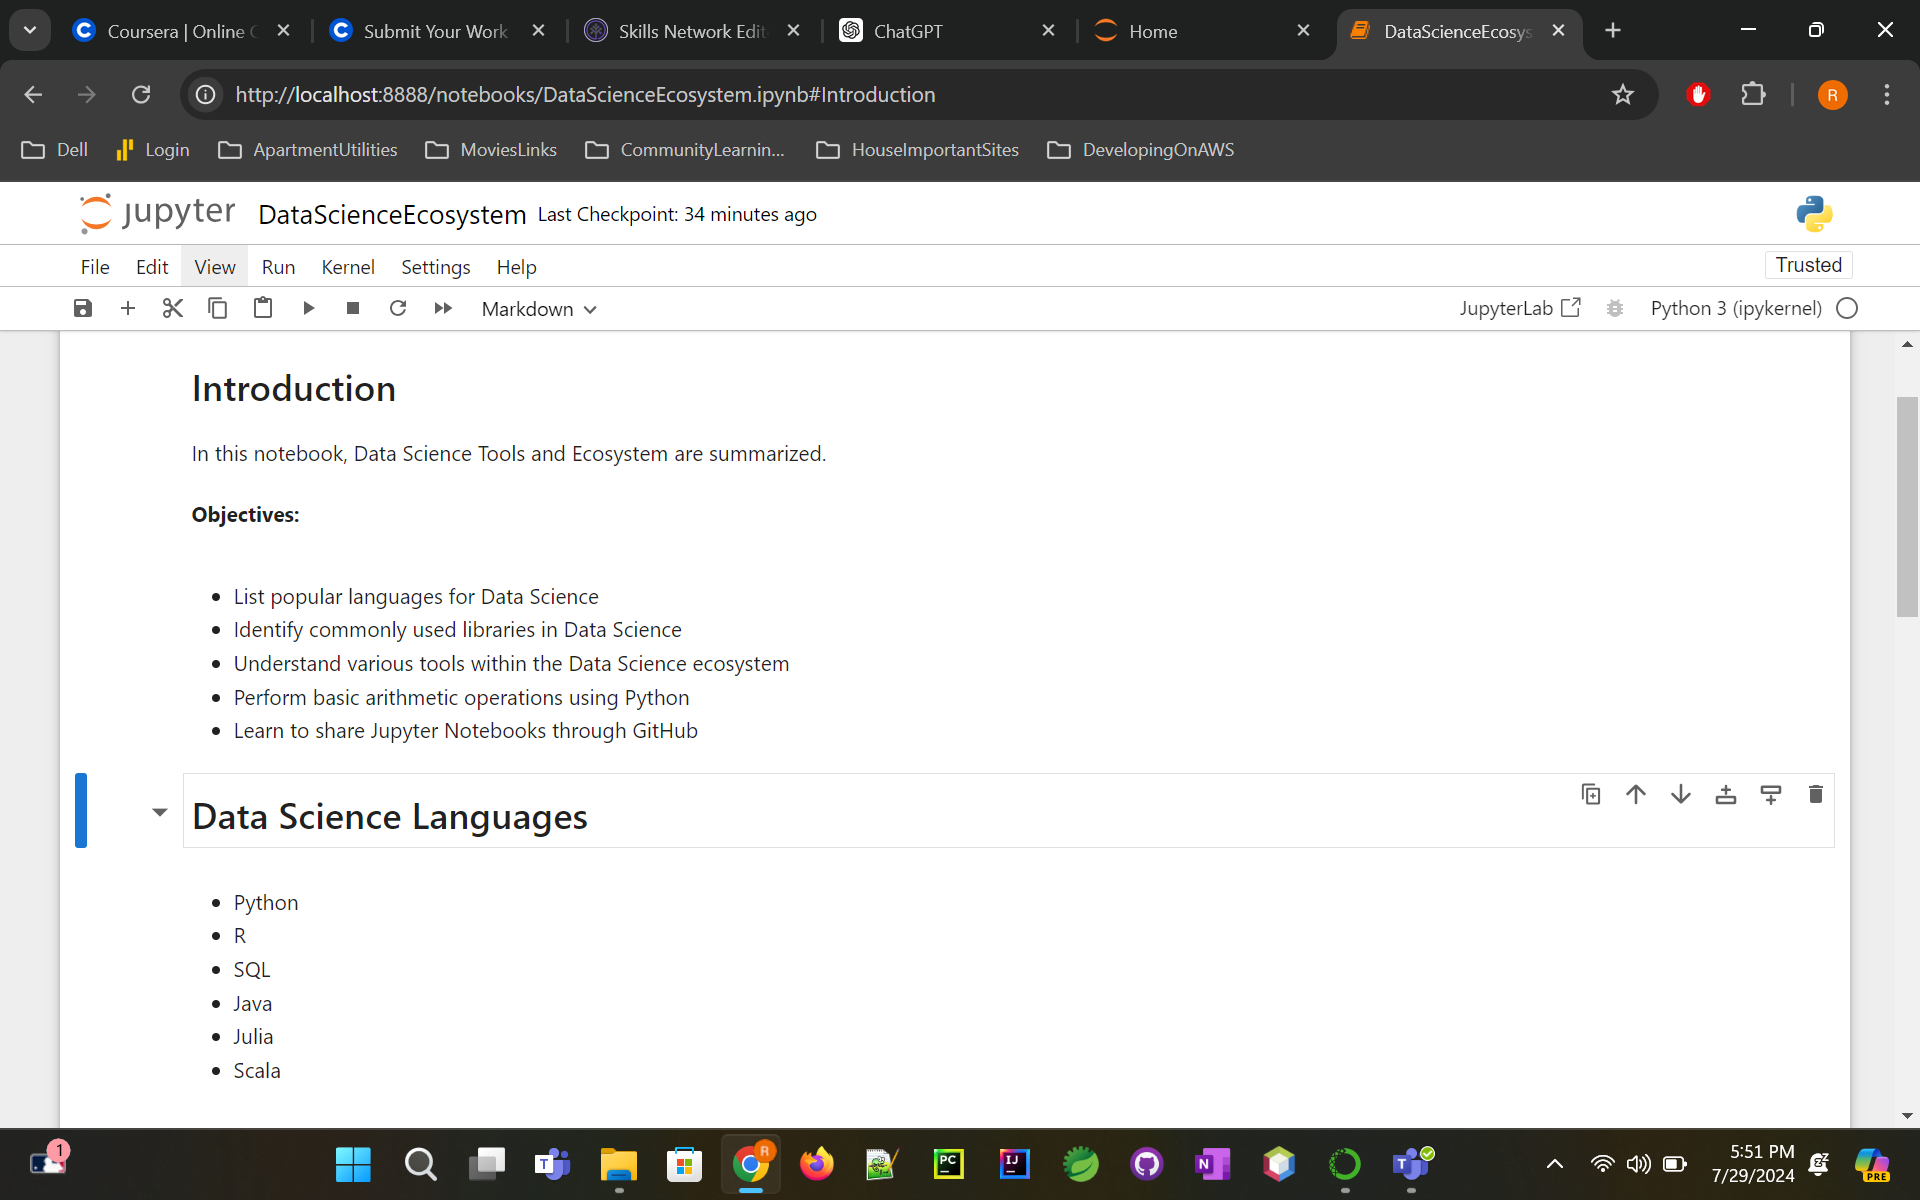 Coursera | Online C
Submit Your Work
Skills Network Edit
ChatGPT
Home
DataScienceEcosys
http://localhost:8888/notebooks/DataScienceEcosystem.ipynb#Introduction
R
Dell
Login
ApartmentUtilities
MoviesLinks
CommunityLearnin...
HouseImportantSites
DevelopingOnAWS
jupyter DataScienceEcosystem Last Checkpoint: 34 minutes ago
File Edit View Run Kernel Settings Help
Trusted
Markdown
JupyterLab
Python 3 (ipykernel)
Introduction
In this notebook, Data Science Tools and Ecosystem are summarized.
Objectives:
• List popular languages for Data Science
• Identify commonly used libraries in Data Science
• Understand various tools within the Data Science ecosystem
• Perform basic arithmetic operations using Python
• Learn to share Jupyter Notebooks through GitHub
Data Science Languages
• Python
• R
• SQL
• Java
• Julia
• Scala
1
T
R
PC
IJ
N
T
5:51 PM
7/29/2024
PRE